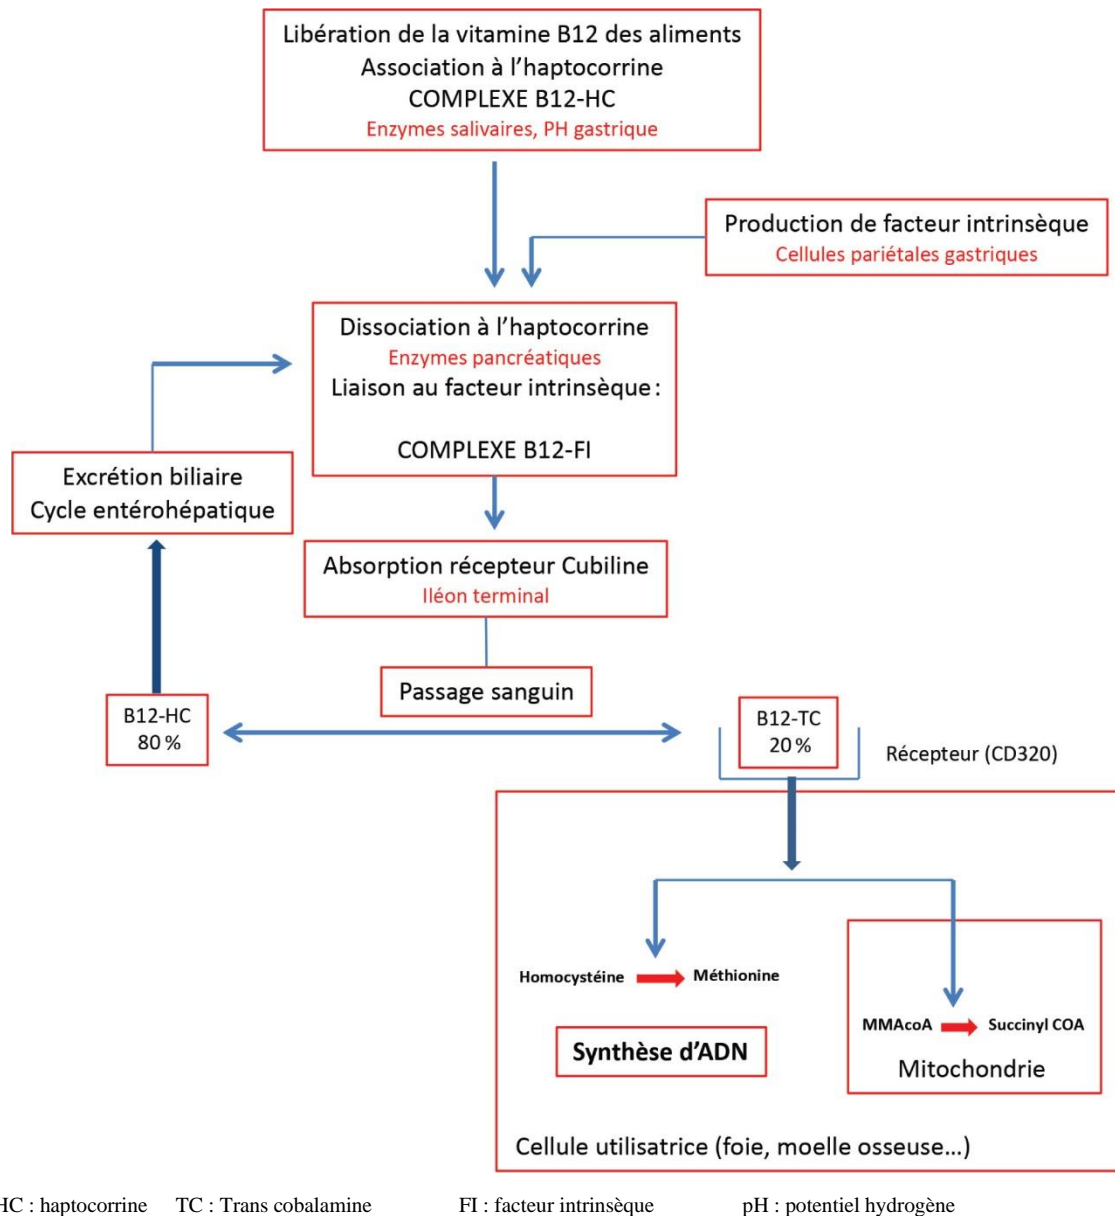 Libération de la vitamine B12 des aliments
Association à l’haptocorrine
COMPLEXE B12-HC
Enzymes salivaires, PH gastrique
Production de facteur intrinsèque
Cellules pariétales gastriques
Dissociation à l’haptocorrine
Enzymes pancréatiques
Liaison au facteur intrinsèque :
COMPLEXE B12-FI
Excrétion biliaire
Cycle entérohépatique
Absorption récepteur Cubiline
Iléon terminal
Passage sanguin
B12-HC
80 %
B12-TC
20 %
Récepteur (CD320)
Homocystéine
Méthionine
MMAcoA
Succinyl COA
Synthèse d’ADN
Mitochondrie
Cellule utilisatrice (foie, moelle osseuse…)
HC : haptocorrine TC : Trans cobalamine FI : facteur intrinsèque pH : potentiel hydrogène